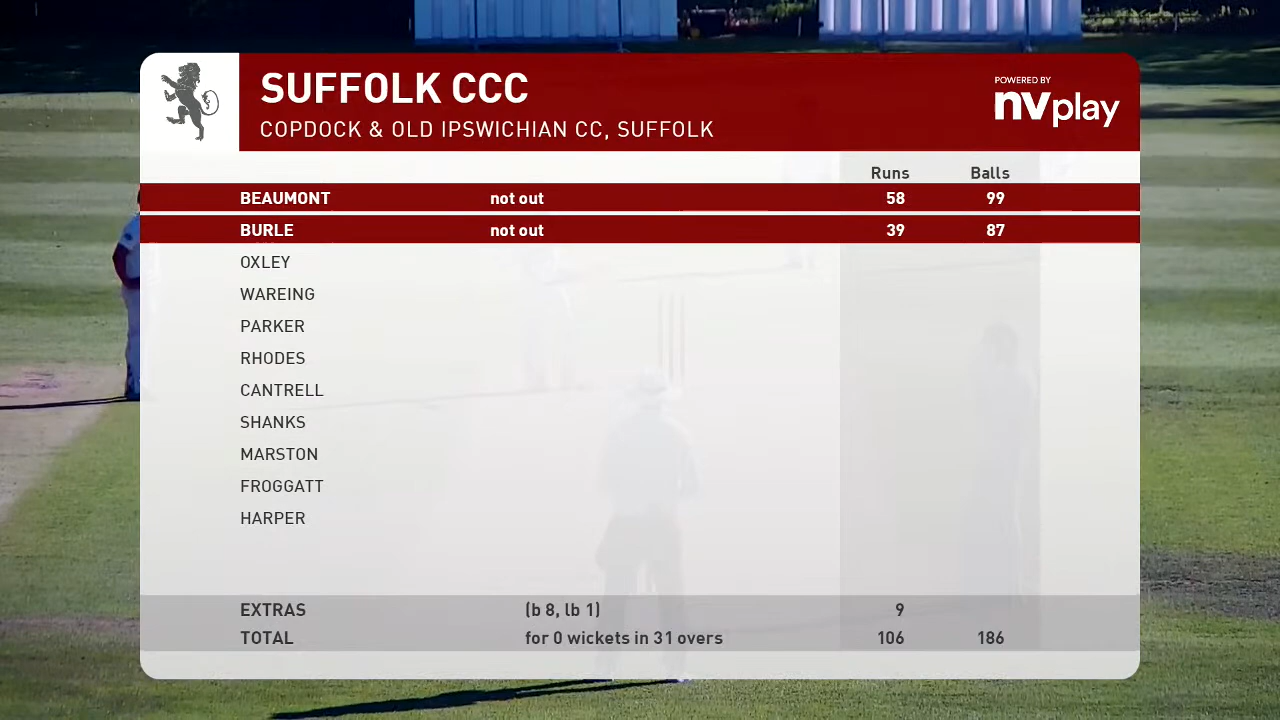 SUFFOLK CCC
COPDOCK & OLD IPSWICHIAN CC, SUFFOLK
POWERED BY
nvplay
Runs Balls
BEAUMONT not out 58 99
BURLE not out 39 87
OXLEY
WAREING
PARKER
RHODES
CANTRELL
SHANKS
MARSTON
FROGGATT
HARPER
EXTRAS (b 8, lb 1) 9
TOTAL for 0 wickets in 31 overs 106 186